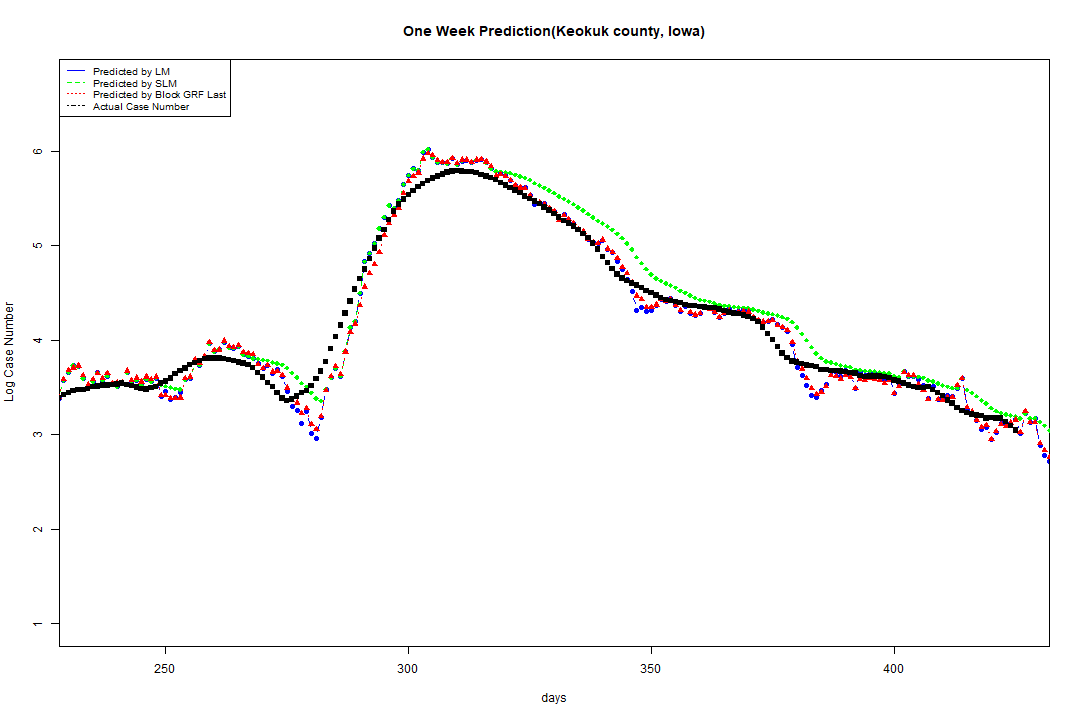 One Week Prediction(Keokuk county, Iowa)
Predicted by LM
Predicted by SLM
Predicted by Block GRF Last
Actual Case Number
6
5
4
3
2
1
Log Case Number
250 300 350 400
days